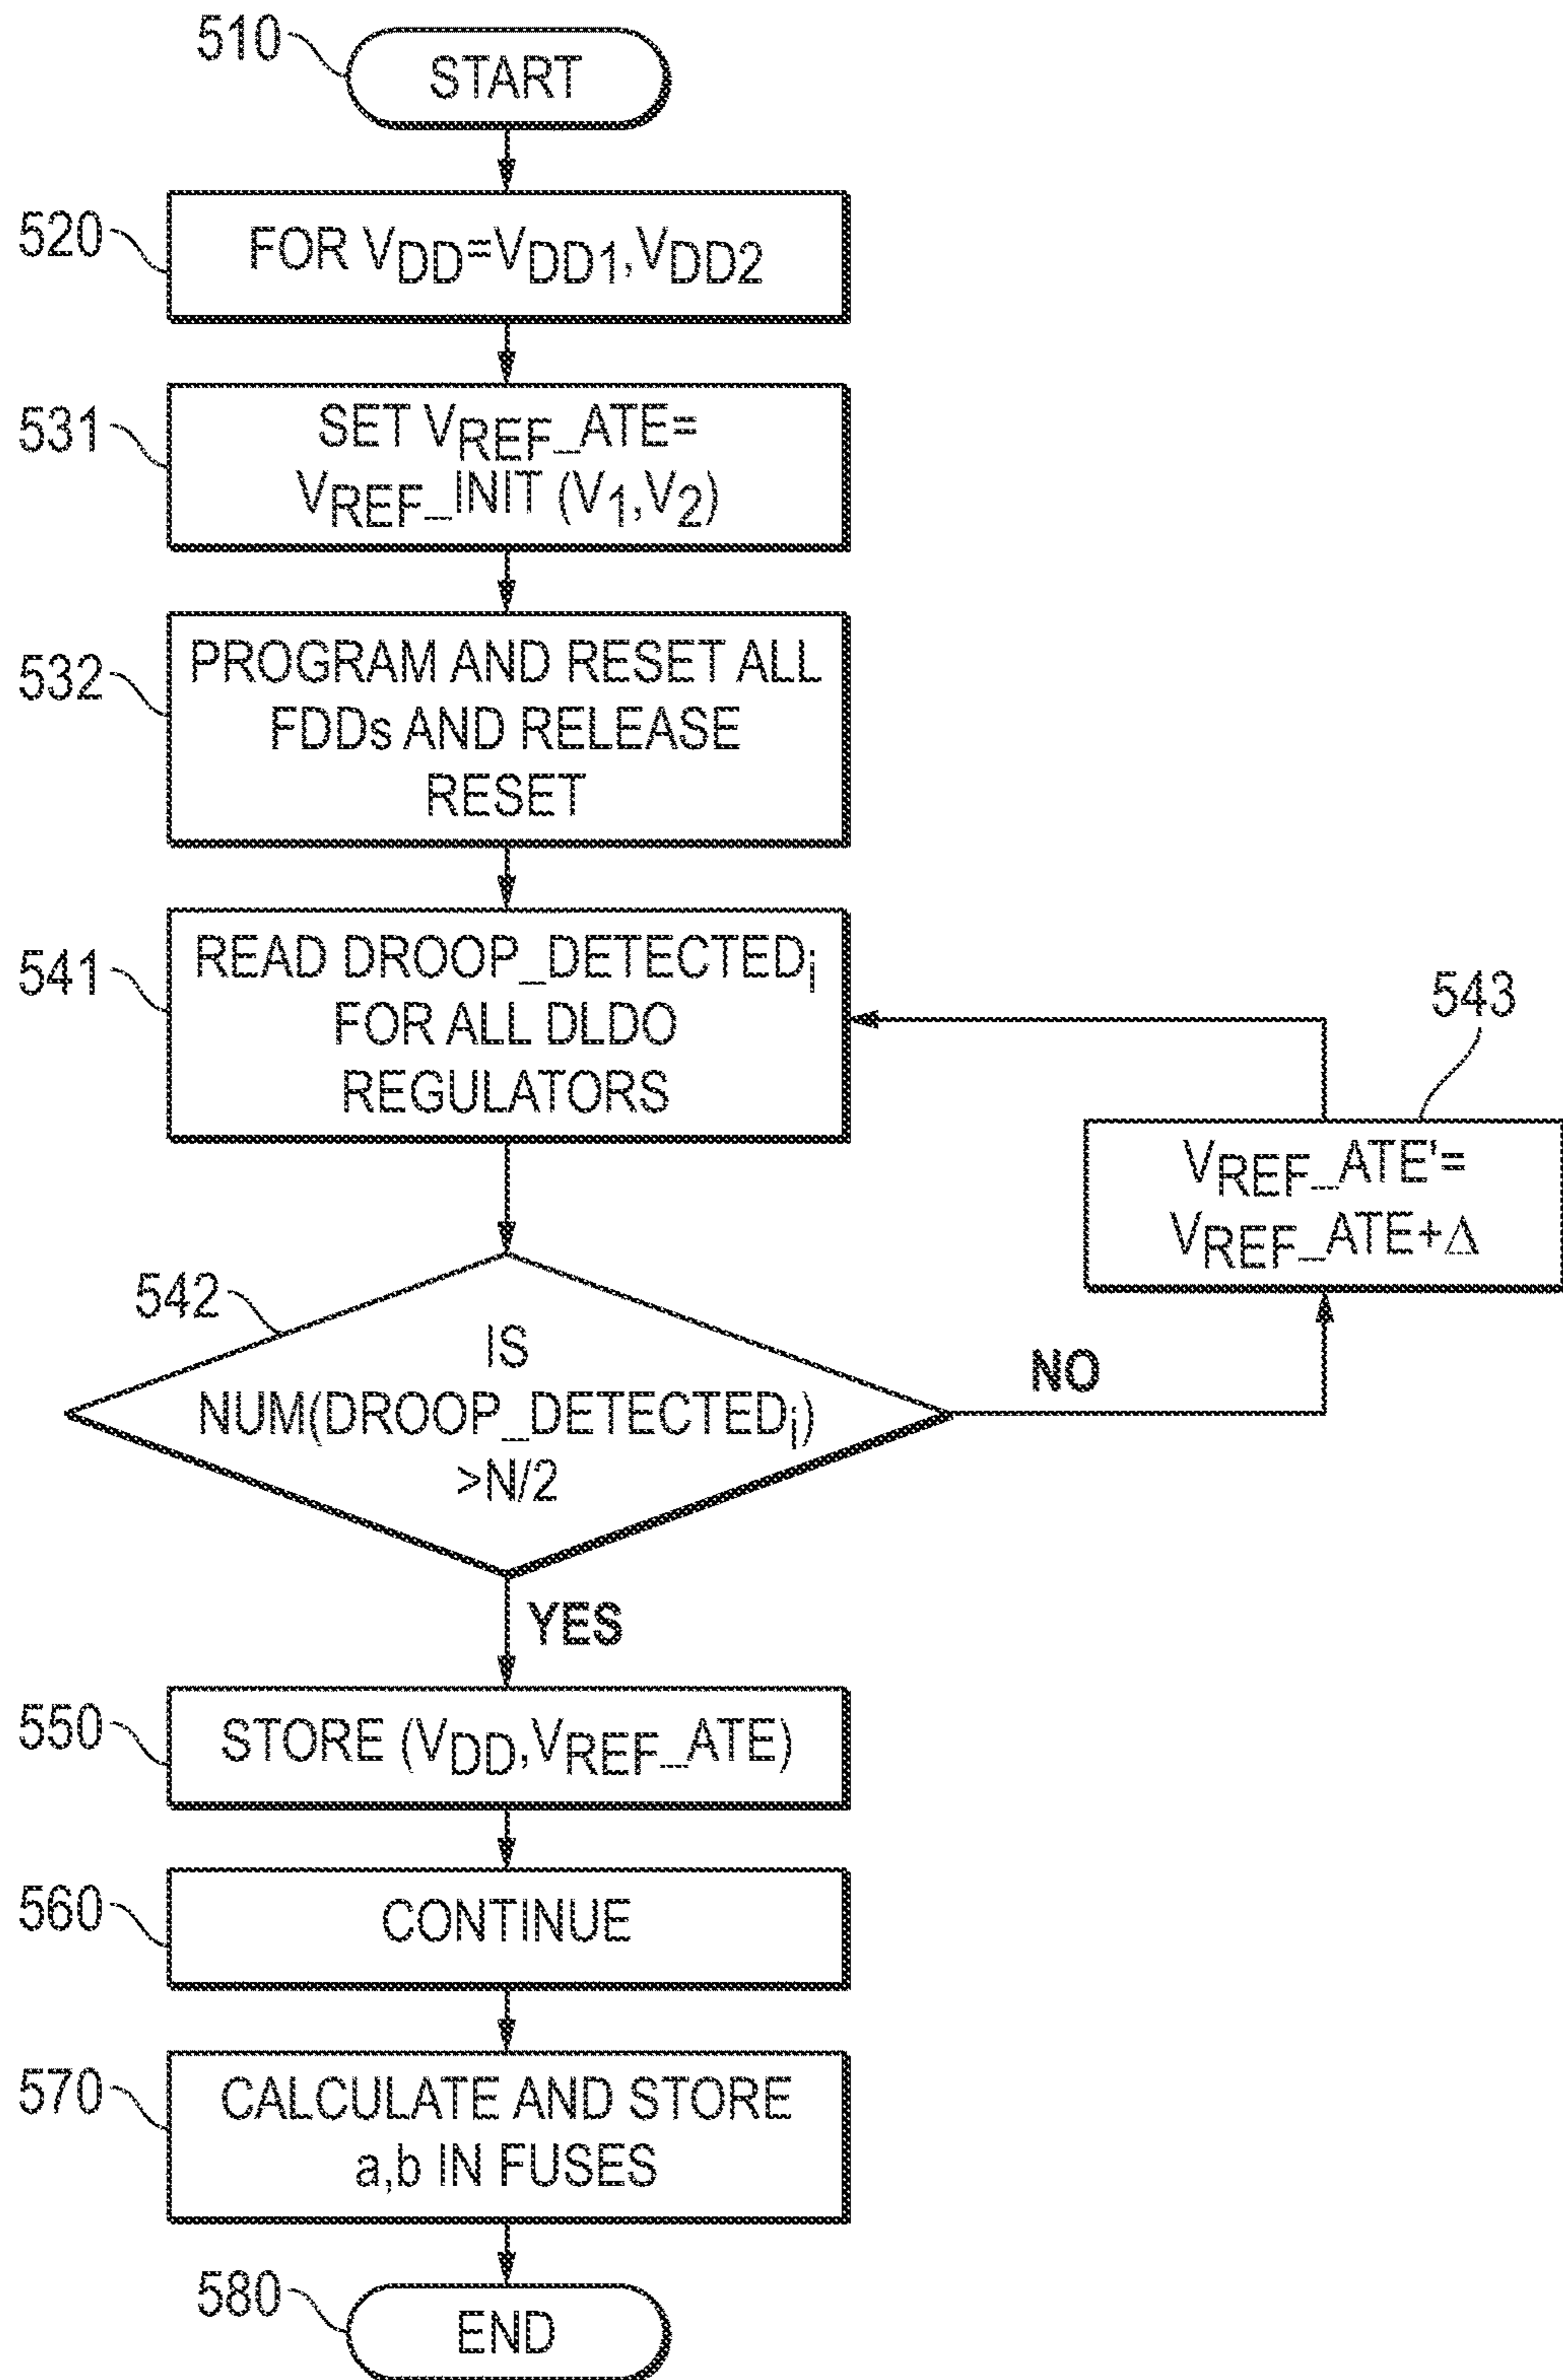 510
START
520
FOR VDD=VDD1,VDD2
531
SET VREF_ATE=
VREF_INIT (V1,V2)
532
PROGRAM AND RESET ALL
FDDs AND RELEASE
RESET
541
READ DROOP_DETECTEDi
FOR ALL DLDO
REGULATORS
543
VREF_ATE'=
VREF_ATE+Δ
542
IS
NUM(DROOP_DETECTEDi)
>N/2
NO
YES
550
STORE (VDD,VREF_ATE)
560
CONTINUE
570
CALCULATE AND STORE
a,b IN FUSES
580
END